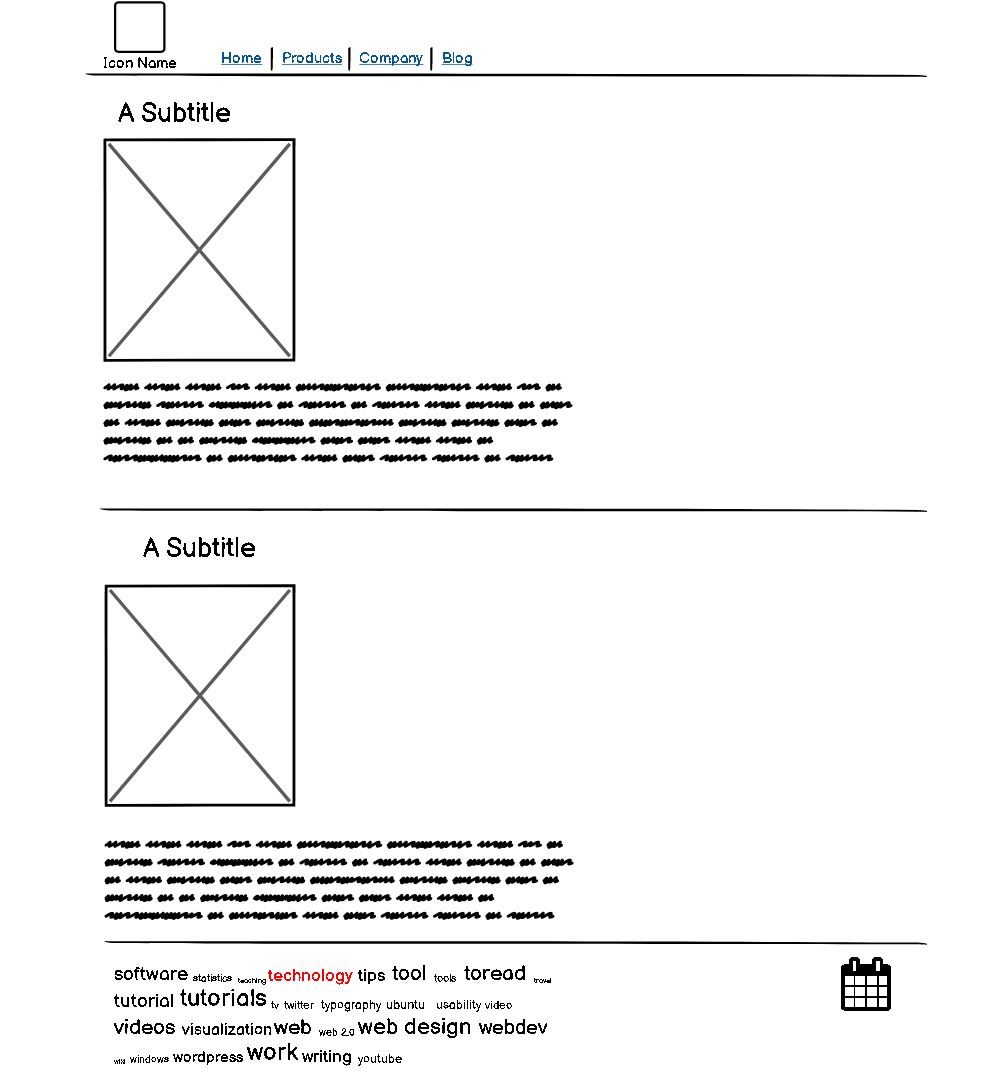 Icon Name
Home Products Company Blog
A Subtitle
A Subtitle
software statistics teaching technology tips tool tools toread travel
tutorial tutorials tv twitter typography ubuntu usability video
videos visualization web web 2.0 web design webdev
wiki windows wordpress work writing youtube